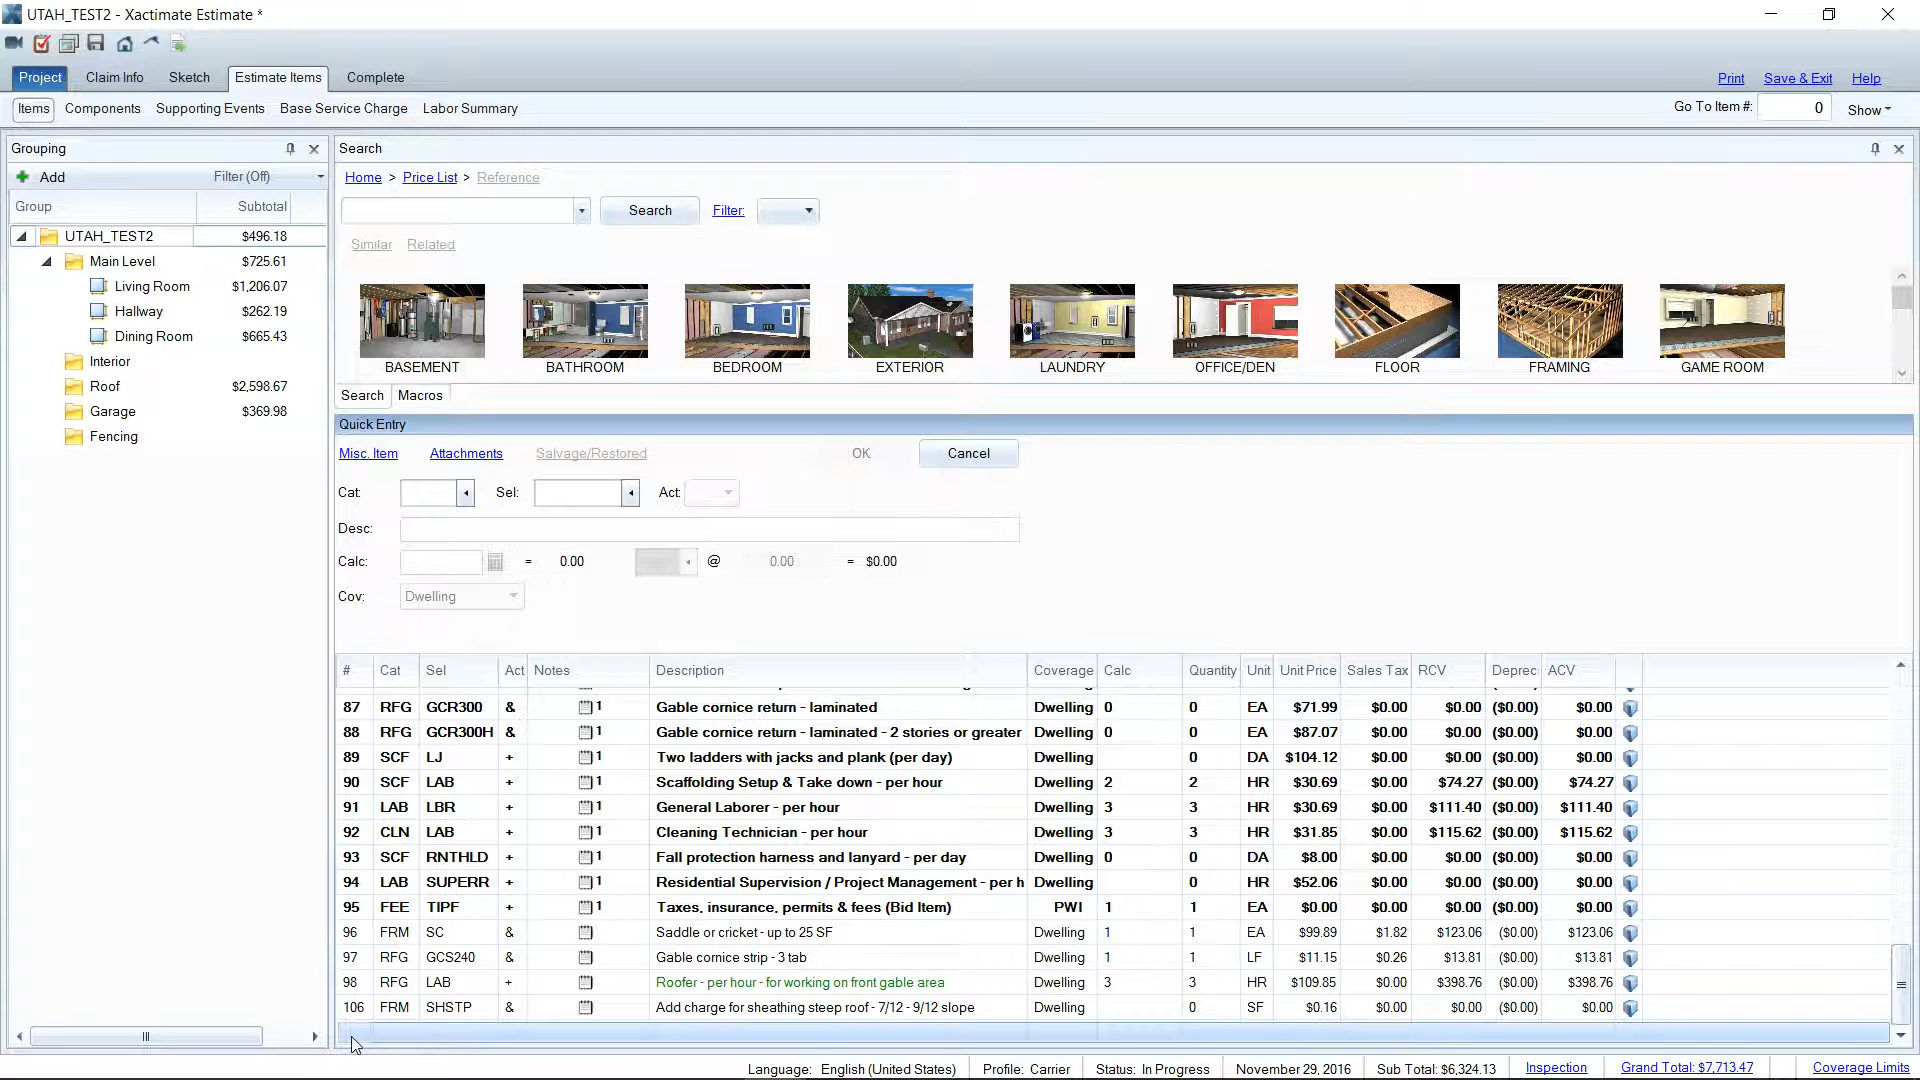 UTAH_TEST2 - Xactimate Estimate *
Project Claim Info Sketch Estimate Items Complete Print Save & Exit Help
Items Components Supporting Events Base Service Charge Labor Summary Go To Item #: 0 Show
Grouping
Add Filter (Off)
Group Subtotal
UTAH_TEST2 $496.18
Main Level $725.61
Living Room $1,206.07
Hallway $262.19
Dining Room $665.43
Interior
Roof $2,598.67
Garage $369.98
Fencing
Search
Home > Price List > Reference
Search Filter:
Similar Related
BASEMENT BATHROOM BEDROOM EXTERIOR LAUNDRY OFFICE/DEN FLOOR FRAMING GAME ROOM
Search Macros
Quick Entry
Misc. Item Attachments Salvage/Restored OK Cancel
Cat: Sel: Act:
Desc:
Calc: = 0.00 @ 0.00 = $0.00
Cov: Dwelling
# Cat Sel Act Notes Description Coverage Calc Quantity Unit Unit Price Sales Tax RCV Deprec ACV
87 RFG GCR300 & 1 Gable cornice return - laminated Dwelling 0 0 EA $71.99 $0.00 $0.00 ($0.00) $0.00
88 RFG GCR300H & 1 Gable cornice return - laminated - 2 stories or greater Dwelling 0 0 EA $87.07 $0.00 $0.00 ($0.00) $0.00
89 SCF LJ + 1 Two ladders with jacks and plank (per day) Dwelling 0 DA $104.12 $0.00 $0.00 ($0.00) $0.00
90 SCF LAB + 1 Scaffolding Setup & Take down - per hour Dwelling 2 2 HR $30.69 $0.00 $74.27 ($0.00) $74.27
91 LAB LBR + 1 General Laborer - per hour Dwelling 3 3 HR $30.69 $0.00 $111.40 ($0.00) $111.40
92 CLN LAB + 1 Cleaning Technician - per hour Dwelling 3 3 HR $31.85 $0.00 $115.62 ($0.00) $115.62
93 SCF RNTHLD + 1 Fall protection harness and lanyard - per day Dwelling 0 0 DA $8.00 $0.00 $0.00 ($0.00) $0.00
94 LAB SUPERR + 1 Residential Supervision / Project Management - per h Dwelling 0 HR $52.06 $0.00 $0.00 ($0.00) $0.00
95 FEE TIPF + 1 Taxes, insurance, permits & fees (Bid Item) PWI 1 1 EA $0.00 $0.00 $0.00 ($0.00) $0.00
96 FRM SC & Saddle or cricket - up to 25 SF Dwelling 1 1 EA $99.89 $1.82 $123.06 ($0.00) $123.06
97 RFG GCS240 & Gable cornice strip - 3 tab Dwelling 1 1 LF $11.15 $0.26 $13.81 ($0.00) $13.81
98 RFG LAB + Roofer - per hour - for working on front gable area Dwelling 3 3 HR $109.85 $0.00 $398.76 ($0.00) $398.76
106 FRM SHSTP & Add charge for sheathing steep roof - 7/12 - 9/12 slope Dwelling 0 SF $0.16 $0.00 $0.00 ($0.00) $0.00
Language: English (United States) Profile: Carrier Status: In Progress November 29, 2016 Sub Total: $6,324.13 Inspection Grand Total: $7,713.47 Coverage Limits